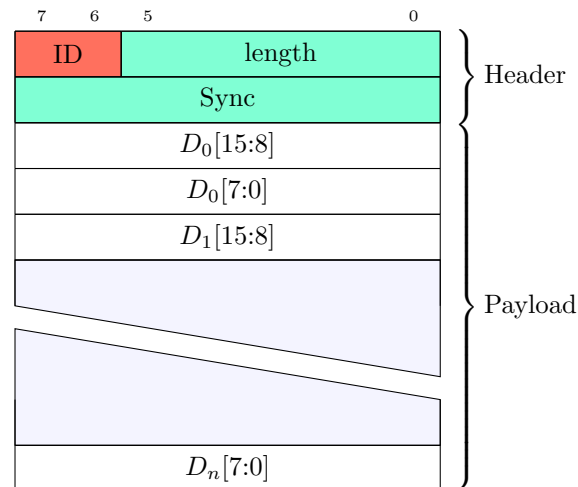 7 6 5 0
ID length
Header
Sync
D₀[15:8]
D₀[7:0]
D₁[15:8]
Payload
Dₙ[7:0]